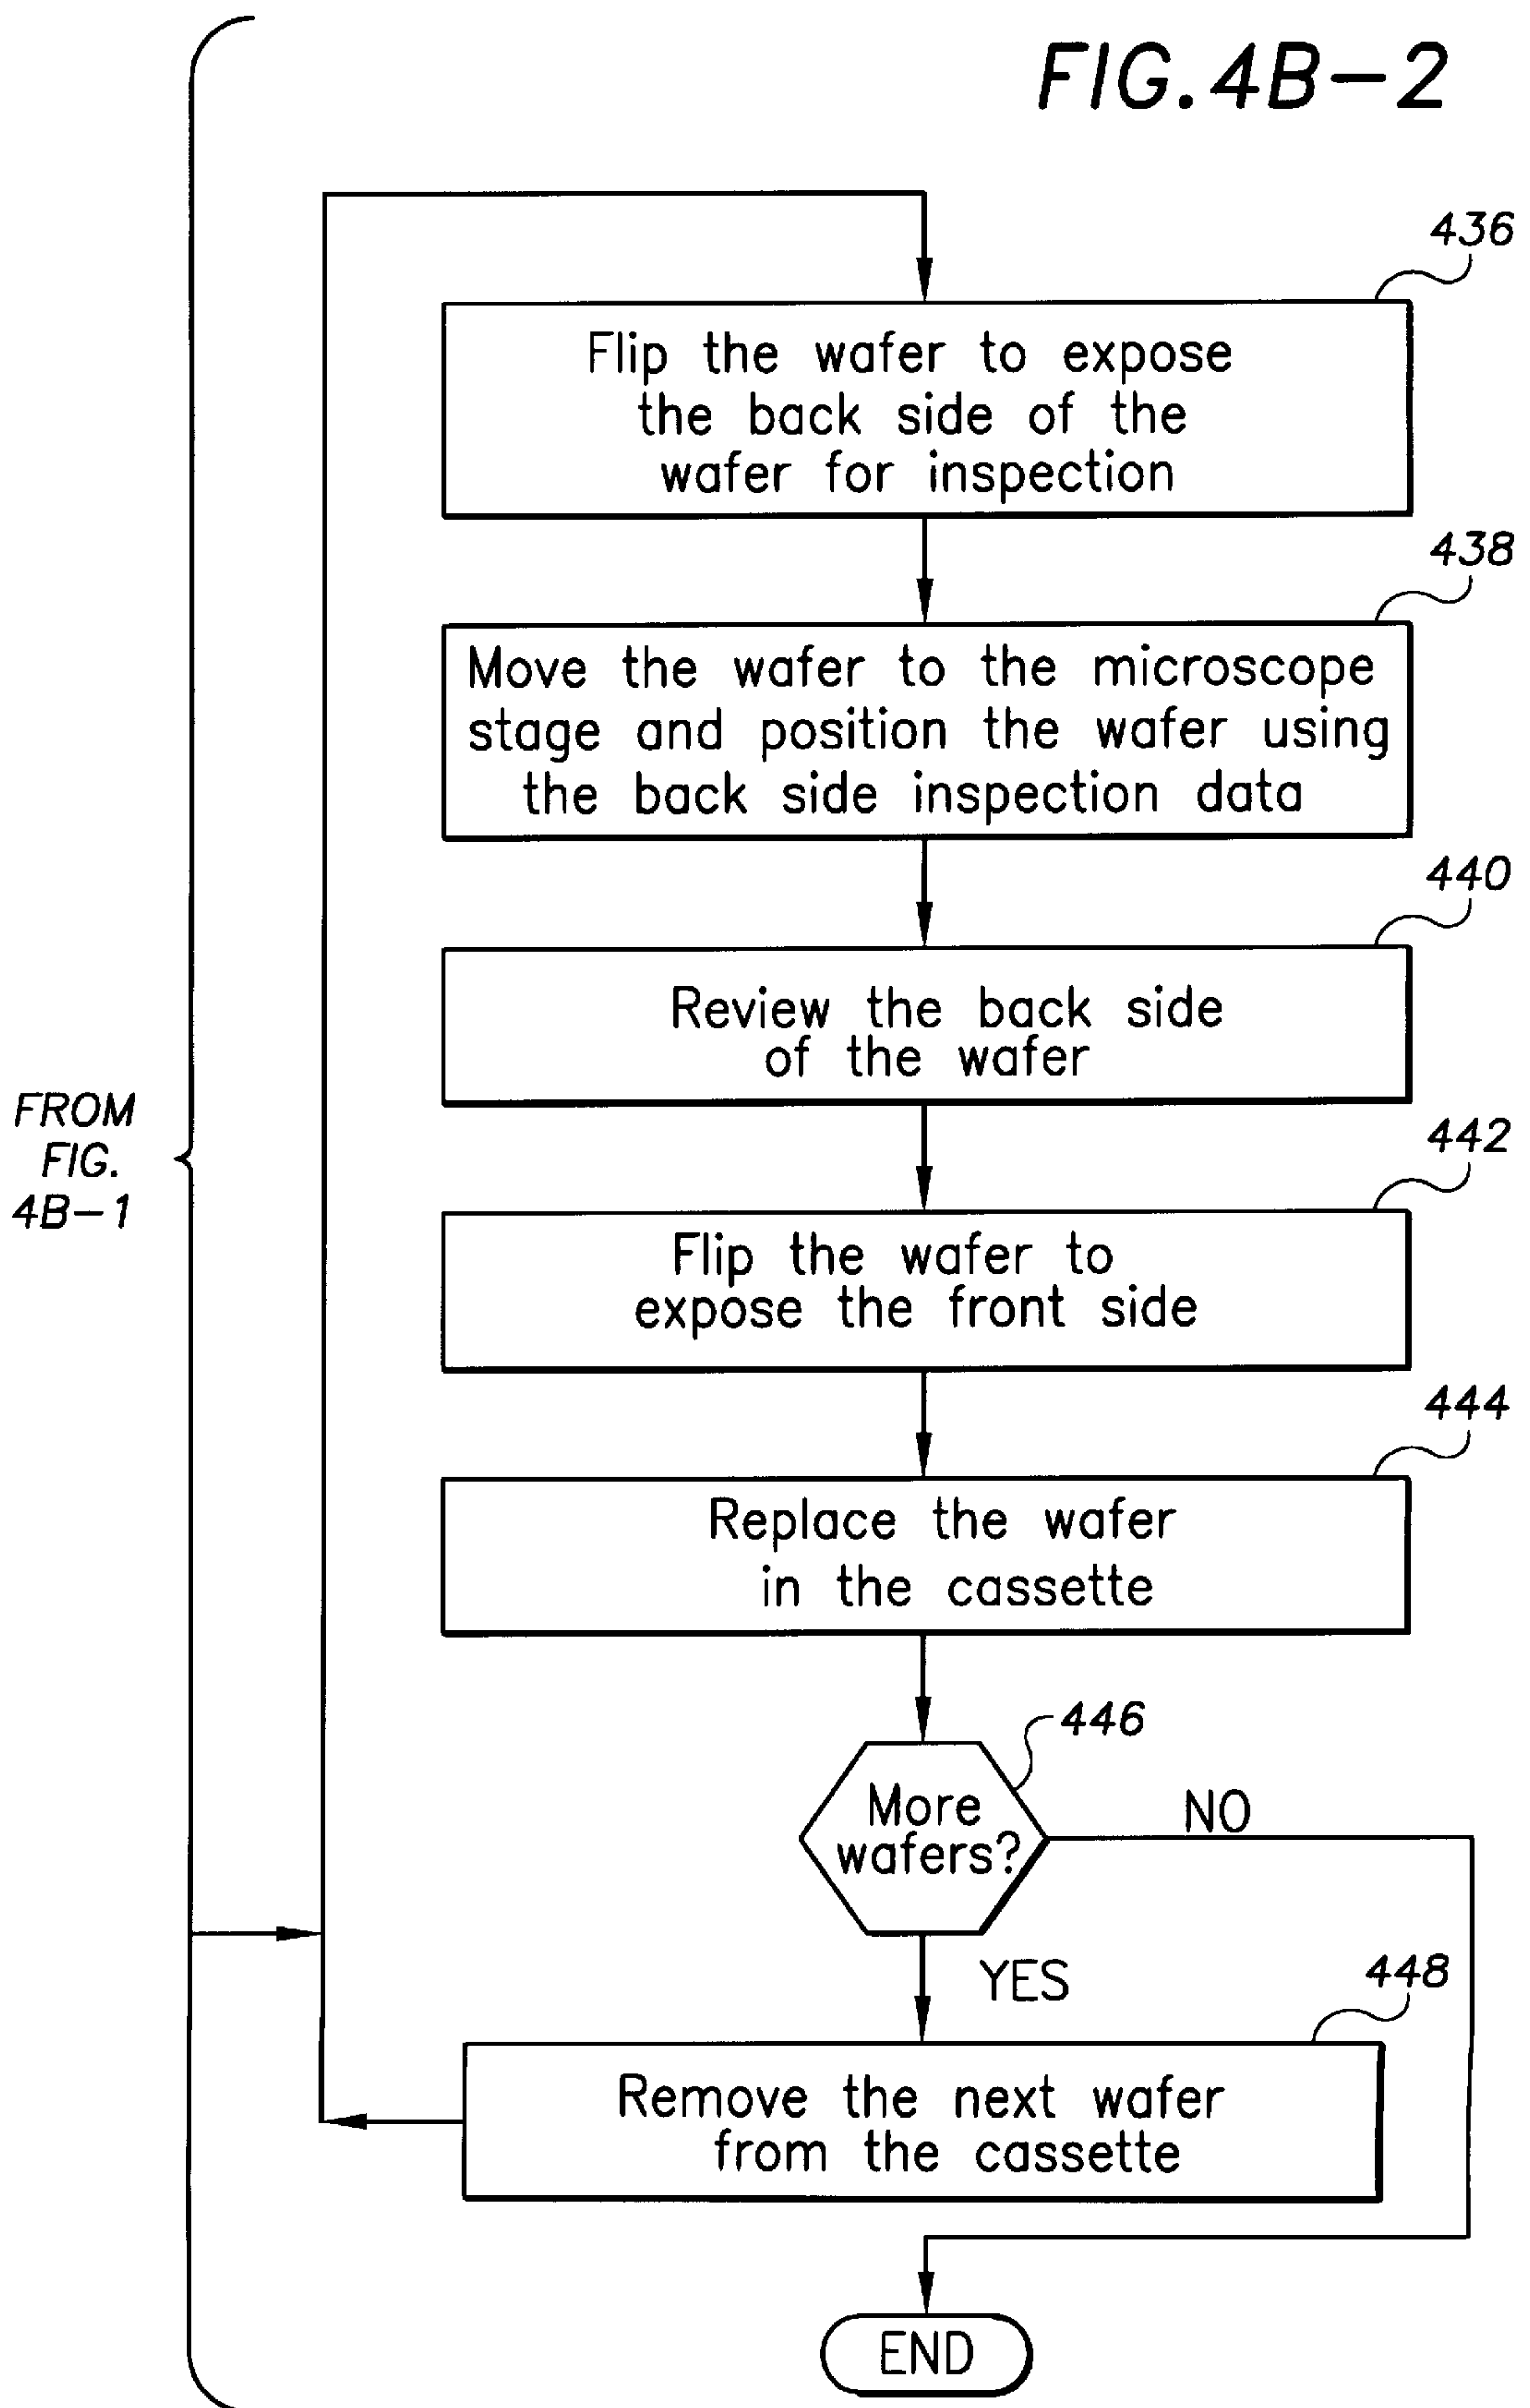 FIG.4B-2
436
Flip the wafer to expose
the back side of the
wafer for inspection
438
Move the wafer to the microscope
stage and position the wafer using
the back side inspection data
440
Review the back side
of the wafer
FROM
FIG.
4B-1
442
Flip the wafer to
expose the front side
444
Replace the wafer
in the cassette
446
More
wafers?
NO
YES
448
Remove the next wafer
from the cassette
END